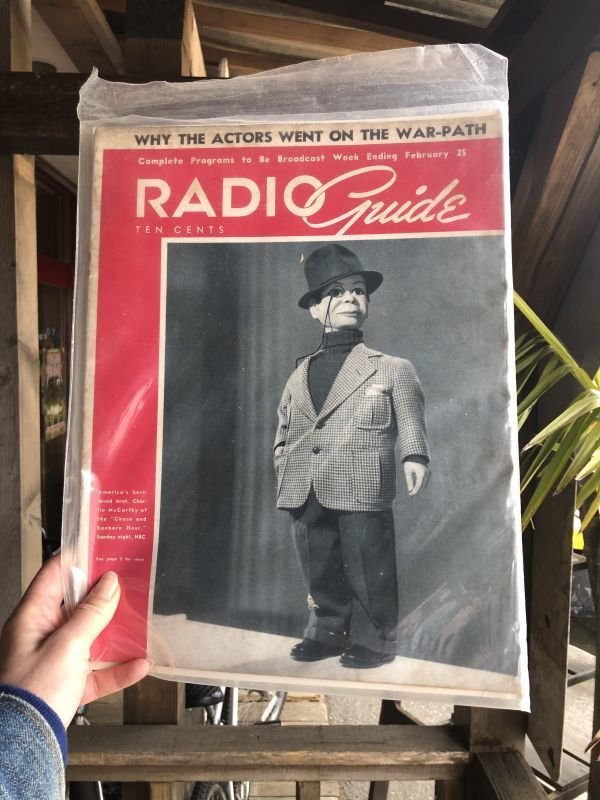 WHY THE ACTORS WENT ON THE WAR-PATH
Complete Programs to Be Broadcast Week Ending February 25
RADIO Guide
TEN CENTS
America's best-
loved brat, Char-
lie McCarthy of
the "Chase and
Sanborn Hour,"
Sunday night, NBC
See page 2 for story